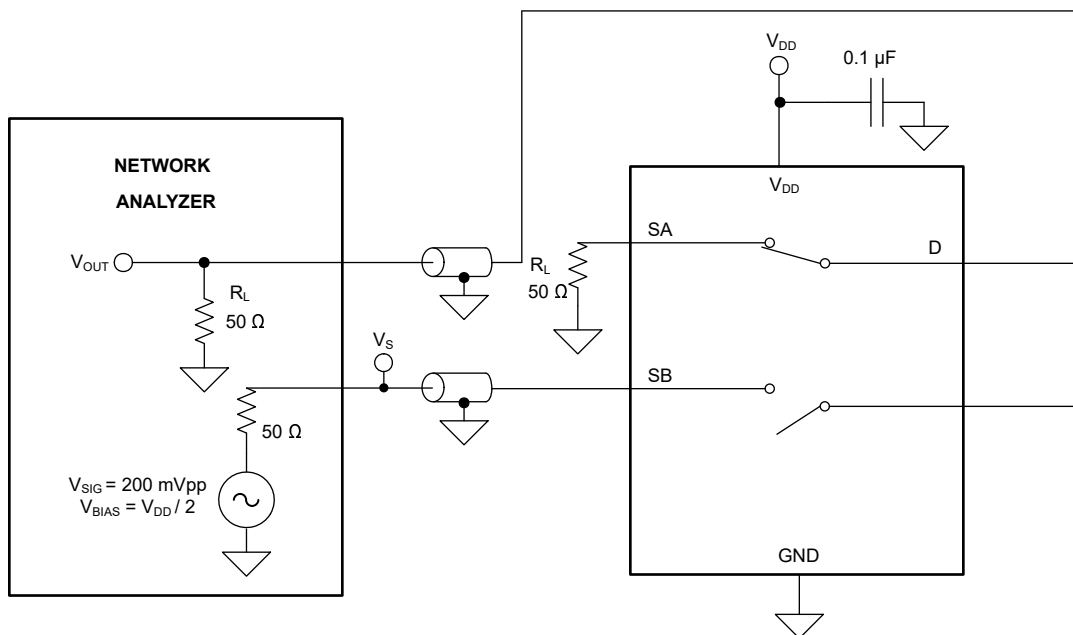 V_DD
0.1 µF
NETWORK
ANALYZER
V_DD
SA
D
V_OUT
R_L
50 Ω
R_L
50 Ω
V_S
SB
50 Ω
V_SIG = 200 mVpp
V_BIAS = V_DD / 2
GND